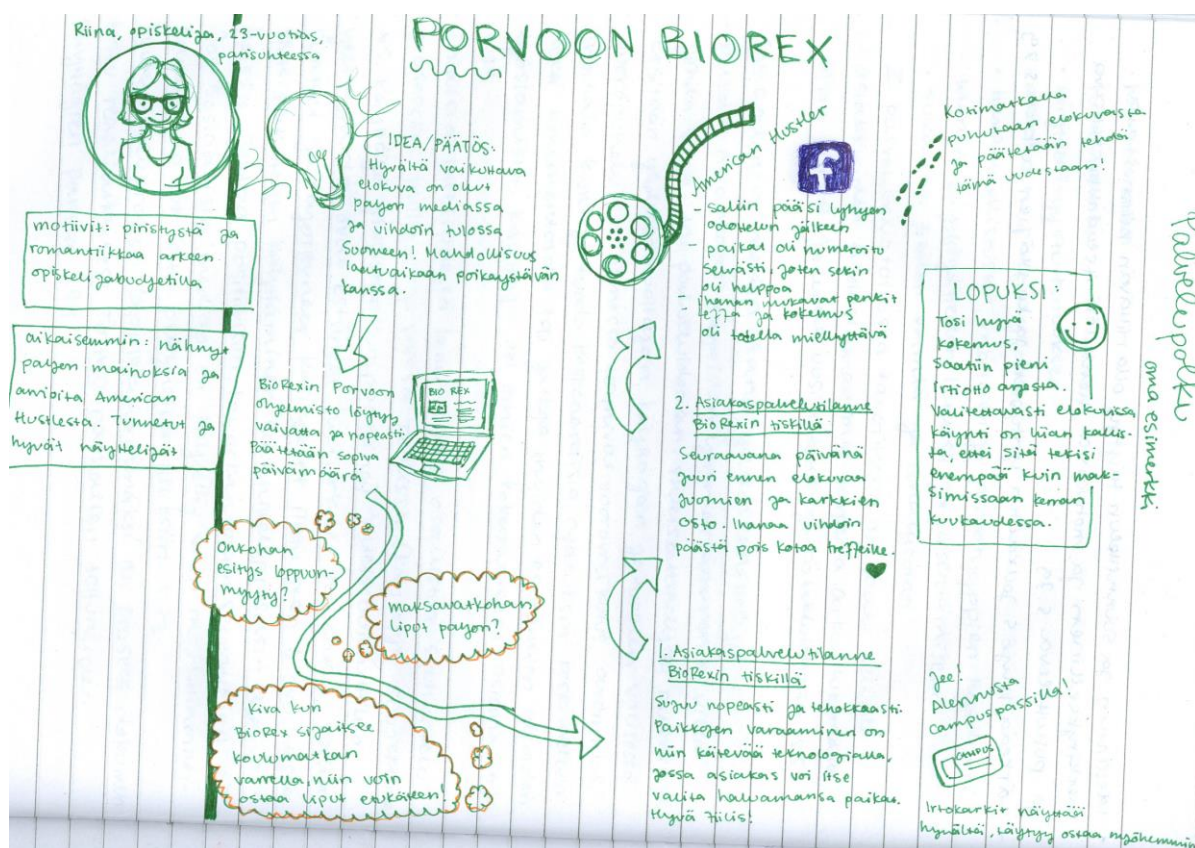 PORVOON BIOREX
Riina, opiskelija, 23-vuotias,
parisuhteessa
motiivit: piristystä ja
romantiikkaa arkeen
opiskelijabudjetilla
aikaisemmin: nähnyt
paljon mainoksia ja
arvioita American
Hustlesta. Tunnetut ja
hyvät näyttelijät
IDEA/PÄÄTÖS:
Hyvältä vaikuttava
elokuva on ollut
paljon mediassa
ja vihdoin tulossa
Suomeen! Mahdollisuus
laatuaikaan poikaystävän
kanssa.
BioRexin Porvoon
ohjelmisto löytyy
vaivatta ja nopeasti.
Päätetään sopiva
päivämäärä
BIO REX
Onkohan
esitys loppuun-
myyty?
maksavatkohan
liput paljon?
Kiva kun
BioRex sijaitsee
koulumatkan
varrella, niin voin
ostaa liput etukäteen!
1. Asiakaspalvelutilanne
BioRexin tiskillä
Sujuu nopeasti ja tehokkaasti.
Paikkojen varaaminen on
niin kätevää teknologialla,
jossa asiakas voi itse
valita haluamansa paikat.
Hyvä fiilis!
Jee!
Alennusta
campuspassilla!
CAMPUS
Irtokarkit näyttää
hyvältä, täytyy ostaa myöhemmin
2. Asiakaspalvelutilanne
BioRexin tiskillä
Seuraavana päivänä
juuri ennen elokuvaa
juomien ja karkkien
osto. Ihanaa vihdoin
päästä pois kotoa treffeille.
American Hustler
f
- saliin pääsi lyhyen
odottelun jälkeen
- paikat oli numeroitu
selvästi, joten sekin
oli helppoa
- Ihanan mukavat penkit
leffa ja kokemus
oli todella miellyttävä
Kotimatkalla
puhutaan elokuvasta
ja päätetään tehdä
tämä uudestaan!
LOPUKSI:
Tosi hyvä
kokemus.
Saatiin pieni
irtiotto arjesta.
Valitettavasti elokuvissa
käynti on liian kallis-
ta, ettei sitä tekisi
enempää kuin mak-
simissaan kerran
kuukaudessa.
Palvelupolku
oma esimerkki